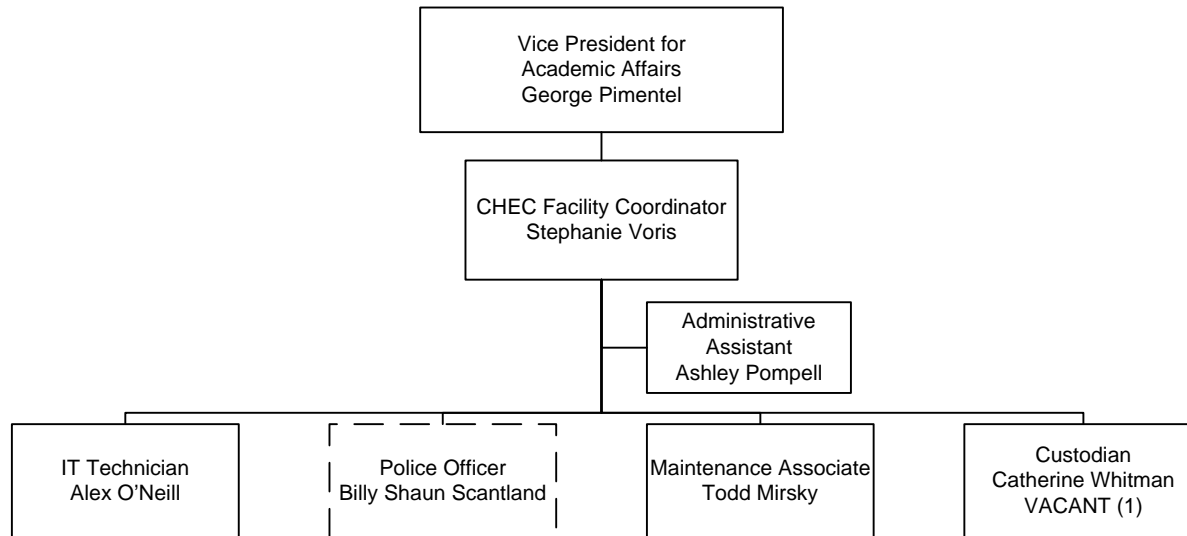 Vice President for
Academic Affairs
George Pimentel
CHEC Facility Coordinator
Stephanie Voris
Administrative
Assistant
Ashley Pompell
IT Technician
Alex O’Neill
Police Officer
Billy Shaun Scantland
Maintenance Associate
Todd Mirsky
Custodian
Catherine Whitman
VACANT (1)